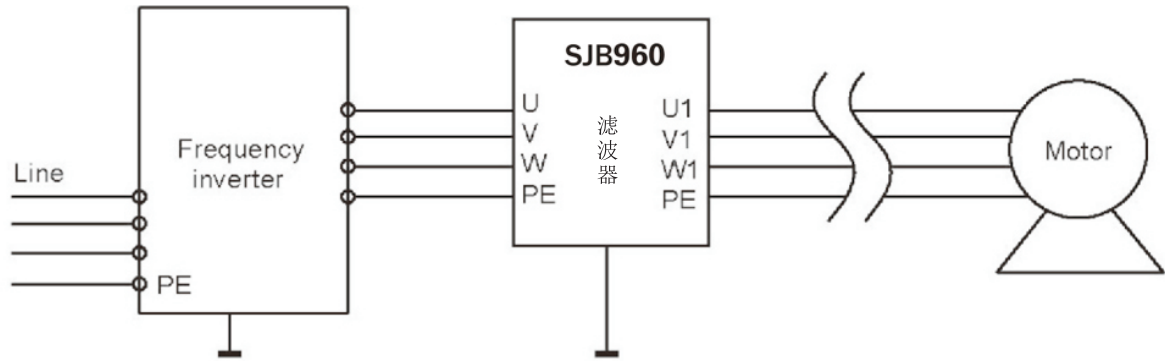 Line
PE
Frequency
inverter
SJB960
U
V
W
PE
滤
波
器
U1
V1
W1
PE
Motor